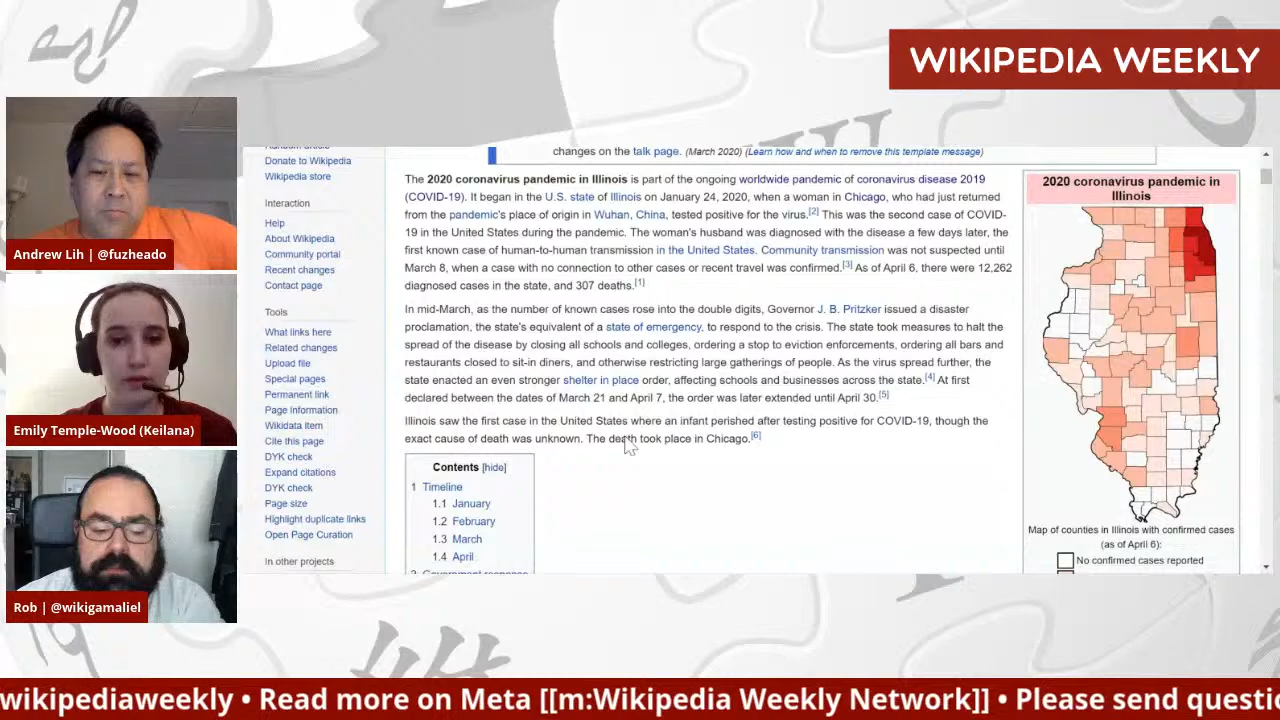 WIKIPEDIA WEEKLY
Andrew Lih | @fuzheado
Emily Temple-Wood (Keilana)
Rob | @wikigamaliel
Random article
Donate to Wikipedia
Wikipedia store
Interaction
Help
About Wikipedia
Community portal
Recent changes
Contact page
Tools
What links here
Related changes
Upload file
Special pages
Permanent link
Page information
Wikidata item
Cite this page
DYK check
Expand citations
DYK check
Page size
Highlight duplicate links
Open Page Curation
In other projects
changes on the talk page. (March 2020) (Learn how and when to remove this template message)
The 2020 coronavirus pandemic in Illinois is part of the ongoing worldwide pandemic of coronavirus disease 2019
(COVID-19). It began in the U.S. state of Illinois on January 24, 2020, when a woman in Chicago, who had just returned
from the pandemic's place of origin in Wuhan, China, tested positive for the virus.[2] This was the second case of COVID-
19 in the United States during the pandemic. The woman's husband was diagnosed with the disease a few days later, the
first known case of human-to-human transmission in the United States. Community transmission was not suspected until
March 8, when a case with no connection to other cases or recent travel was confirmed.[3] As of April 6, there were 12,262
diagnosed cases in the state, and 307 deaths.[1]
In mid-March, as the number of known cases rose into the double digits, Governor J. B. Pritzker issued a disaster
proclamation, the state's equivalent of a state of emergency, to respond to the crisis. The state took measures to halt the
spread of the disease by closing all schools and colleges, ordering a stop to eviction enforcements, ordering all bars and
restaurants closed to sit-in diners, and otherwise restricting large gatherings of people. As the virus spread further, the
state enacted an even stronger shelter in place order, affecting schools and businesses across the state.[4] At first
declared between the dates of March 21 and April 7, the order was later extended until April 30.[5]
Illinois saw the first case in the United States where an infant perished after testing positive for COVID-19, though the
exact cause of death was unknown. The death took place in Chicago.[6]
Contents [hide]
1 Timeline
1.1 January
1.2 February
1.3 March
1.4 April
2 Government response
2020 coronavirus pandemic in
Illinois
Map of counties in Illinois with confirmed cases
(as of April 6):
No confirmed cases reported
wikipediaweekly • Read more on Meta [[m:Wikipedia Weekly Network]] • Please send questi